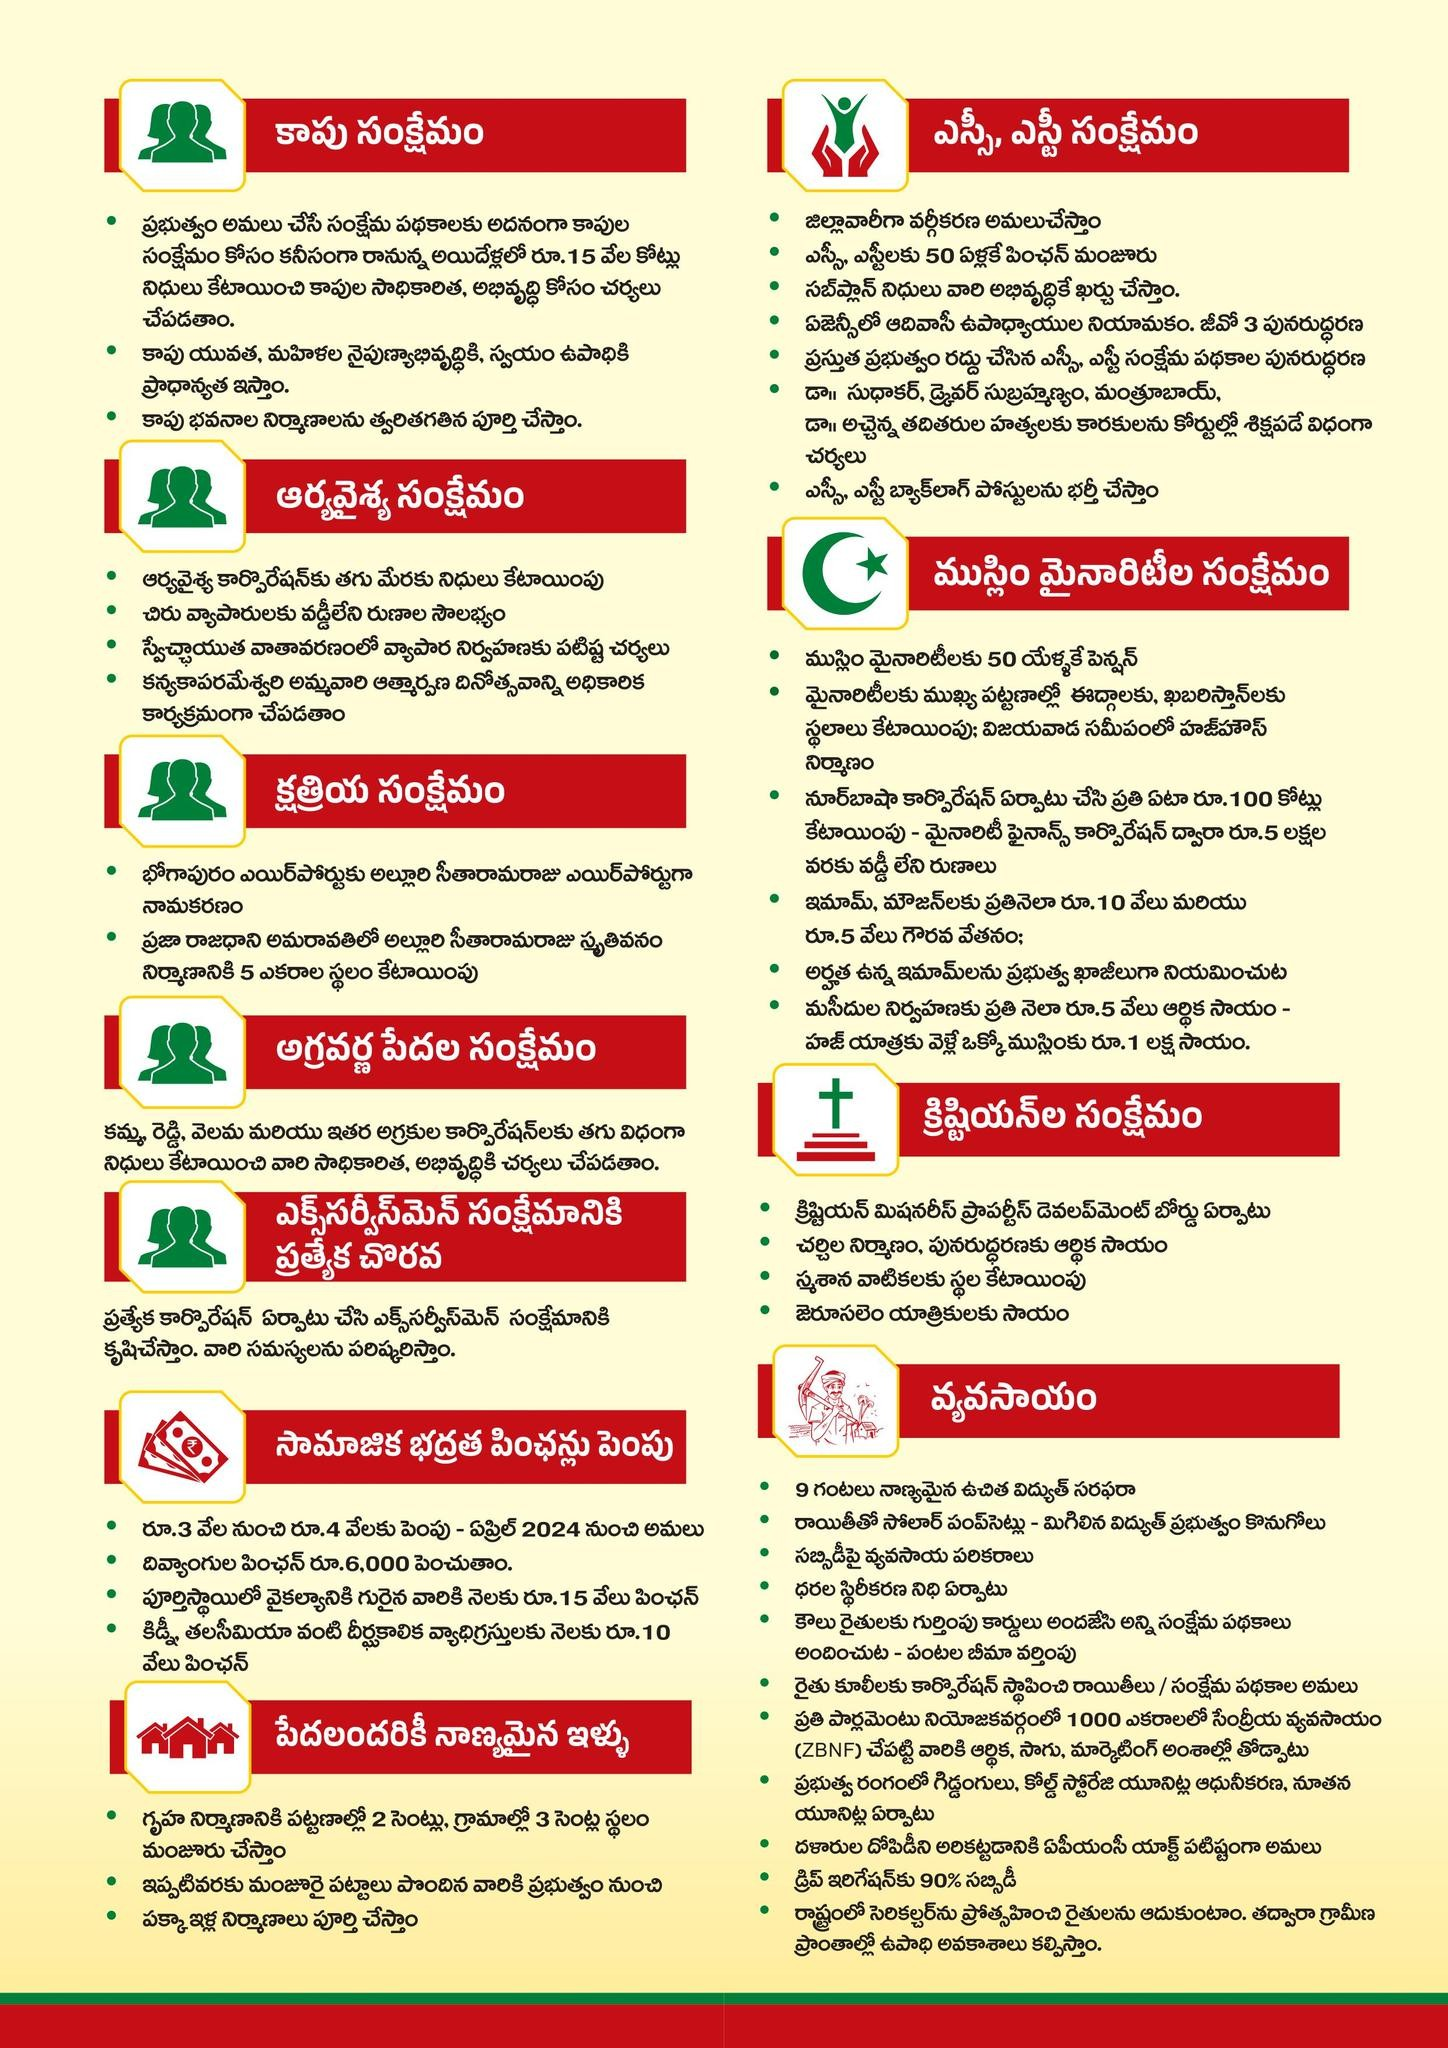 కాపు సంక్షేమం
• ప్రభుత్వం అమలు చేసే సంక్షేమ పథకాలకు అదనంగా కాపుల
సంక్షేమం కోసం కనీసంగా రానున్న అయిదేళ్లలో రూ.15 వేల కోట్లు
నిధులు కేటాయించి కాపుల సాధికారిత, అభివృద్ధి కోసం చర్యలు
చేపడతాం.
• కాపు యువత, మహిళల నైపుణ్యాభివృద్ధికి, స్వయం ఉపాధికి
ప్రాధాన్యత ఇస్తాం.
• కాపు భవనాల నిర్మాణాలను త్వరితగతిన పూర్తి చేస్తాం.
ఆర్యవైశ్య సంక్షేమం
• ఆర్యవైశ్య కార్పొరేషన్‌కు తగు మేరకు నిధులు కేటాయింపు
• చిరు వ్యాపారులకు వడ్డీలేని రుణాల సౌలభ్యం
• స్వేచ్ఛాయుత వాతావరణంలో వ్యాపార నిర్వహణకు పటిష్ట చర్యలు
• కన్యకాపరమేశ్వరి అమ్మవారి ఆత్మార్పణ దినోత్సవాన్ని అధికారిక
కార్యక్రమంగా చేపడతాం
క్షత్రియ సంక్షేమం
• భోగాపురం ఎయిర్‌పోర్టుకు అల్లూరి సీతారామరాజు ఎయిర్‌పోర్టుగా
నామకరణం
• ప్రజా రాజధాని అమరావతిలో అల్లూరి సీతారామరాజు స్మృతివనం
నిర్మాణానికి 5 ఎకరాల స్థలం కేటాయింపు
అగ్రవర్ణ పేదల సంక్షేమం
కమ్మ, రెడ్డి, వెలమ మరియు ఇతర అగ్రకుల కార్పొరేషన్‌లకు తగు విధంగా
నిధులు కేటాయించి వారి సాధికారిత, అభివృద్ధికి చర్యలు చేపడతాం.
ఎక్స్‌సర్వీస్‌మెన్ సంక్షేమానికి
ప్రత్యేక చొరవ
ప్రత్యేక కార్పొరేషన్ ఏర్పాటు చేసి ఎక్స్‌సర్వీస్‌మెన్ సంక్షేమానికి
కృషిచేస్తాం. వారి సమస్యలను పరిష్కరిస్తాం.
సామాజిక భద్రత పింఛన్లు పెంపు
• రూ.3 వేల నుంచి రూ.4 వేలకు పెంపు - ఏప్రిల్ 2024 నుంచి అమలు
• దివ్యాంగుల పింఛన్ రూ.6,000 పెంచుతాం.
• పూర్తిస్థాయిలో వైకల్యానికి గురైన వారికి నెలకు రూ.15 వేలు పింఛన్
• కిడ్నీ, తలసీమియా వంటి దీర్ఘకాలిక వ్యాధిగ్రస్తులకు నెలకు రూ.10
వేలు పింఛన్
పేదలందరికీ నాణ్యమైన ఇళ్ళు
• గృహ నిర్మాణానికి పట్టణాల్లో 2 సెంట్లు, గ్రామాల్లో 3 సెంట్ల స్థలం
మంజూరు చేస్తాం
• ఇప్పటివరకు మంజూరై పట్టాలు పొందిన వారికి ప్రభుత్వం నుంచి
• పక్కా ఇళ్ల నిర్మాణాలు పూర్తి చేస్తాం
ఎస్సీ, ఎస్టీ సంక్షేమం
• జిల్లావారీగా వర్గీకరణ అమలుచేస్తాం
• ఎస్సీ, ఎస్టీలకు 50 ఏళ్లకే పింఛన్ మంజూరు
• సబ్‌ప్లాన్ నిధులు వారి అభివృద్ధికే ఖర్చు చేస్తాం.
• ఏజెన్సీలో ఆదివాసీ ఉపాధ్యాయుల నియామకం. జీవో 3 పునరుద్ధరణ
• ప్రస్తుత ప్రభుత్వం రద్దు చేసిన ఎస్సీ, ఎస్టీ సంక్షేమ పథకాల పునరుద్ధరణ
• డా॥ సుధాకర్, డ్రైవర్ సుబ్రహ్మణ్యం, మంత్రూబాయ్,
డా॥ అచ్చెన్న తదితరుల హత్యలకు కారకులను కోర్టుల్లో శిక్షపడే విధంగా
చర్యలు
• ఎస్సీ, ఎస్టీ బ్యాక్‌లాగ్ పోస్టులను భర్తీ చేస్తాం
ముస్లిం మైనారిటీల సంక్షేమం
• ముస్లిం మైనారిటీలకు 50 యేళ్ళకే పెన్షన్
• మైనారిటీలకు ముఖ్య పట్టణాల్లో ఈద్గాలకు, ఖబరిస్తాన్‌లకు
స్థలాలు కేటాయింపు; విజయవాడ సమీపంలో హజ్‌హౌస్
నిర్మాణం
• నూర్‌బాషా కార్పొరేషన్ ఏర్పాటు చేసి ప్రతి ఏటా రూ.100 కోట్లు
కేటాయింపు - మైనారిటీ ఫైనాన్స్ కార్పొరేషన్ ద్వారా రూ.5 లక్షల
వరకు వడ్డీ లేని రుణాలు
• ఇమామ్, మౌజన్‌లకు ప్రతినెలా రూ.10 వేలు మరియు
రూ.5 వేలు గౌరవ వేతనం;
• అర్హత ఉన్న ఇమామ్‌లను ప్రభుత్వ ఖాజీలుగా నియమించుట
• మసీదుల నిర్వహణకు ప్రతి నెలా రూ.5 వేలు ఆర్థిక సాయం -
హజ్ యాత్రకు వెళ్లే ఒక్కో ముస్లింకు రూ.1 లక్ష సాయం.
క్రిష్టియన్‌ల సంక్షేమం
• క్రిష్టియన్ మిషనరీస్ ప్రాపర్టీస్ డెవలప్‌మెంట్ బోర్డు ఏర్పాటు
• చర్చిల నిర్మాణం, పునరుద్ధరణకు ఆర్థిక సాయం
• స్మశాన వాటికలకు స్థల కేటాయింపు
• జెరూసలెం యాత్రికులకు సాయం
వ్యవసాయం
• 9 గంటలు నాణ్యమైన ఉచిత విద్యుత్ సరఫరా
• రాయితీతో సోలార్ పంప్‌సెట్లు - మిగిలిన విద్యుత్ ప్రభుత్వం కొనుగోలు
• సబ్సిడీపై వ్యవసాయ పరికరాలు
• ధరల స్థిరీకరణ నిధి ఏర్పాటు
• కౌలు రైతులకు గుర్తింపు కార్డులు అందజేసి అన్ని సంక్షేమ పథకాలు
అందించుట - పంటల బీమా వర్తింపు
• రైతు కూలీలకు కార్పొరేషన్ స్థాపించి రాయితీలు / సంక్షేమ పథకాల అమలు
• ప్రతి పార్లమెంటు నియోజకవర్గంలో 1000 ఎకరాలలో సేంద్రీయ వ్యవసాయం
(ZBNF) చేపట్టి వారికి ఆర్థిక, సాగు, మార్కెటింగ్ అంశాల్లో తోడ్పాటు
• ప్రభుత్వ రంగంలో గిడ్డంగులు, కోల్డ్ స్టోరేజి యూనిట్ల ఆధునీకరణ, నూతన
యూనిట్ల ఏర్పాటు
• దళారుల దోపిడీని అరికట్టడానికి ఏపీయంసీ యాక్ట్ పటిష్టంగా అమలు
• డ్రిప్ ఇరిగేషన్‌కు 90% సబ్సిడీ
• రాష్ట్రంలో సెరికల్చర్‌ను ప్రోత్సహించి రైతులను ఆదుకుంటాం. తద్వారా గ్రామీణ
ప్రాంతాల్లో ఉపాధి అవకాశాలు కల్పిస్తాం.